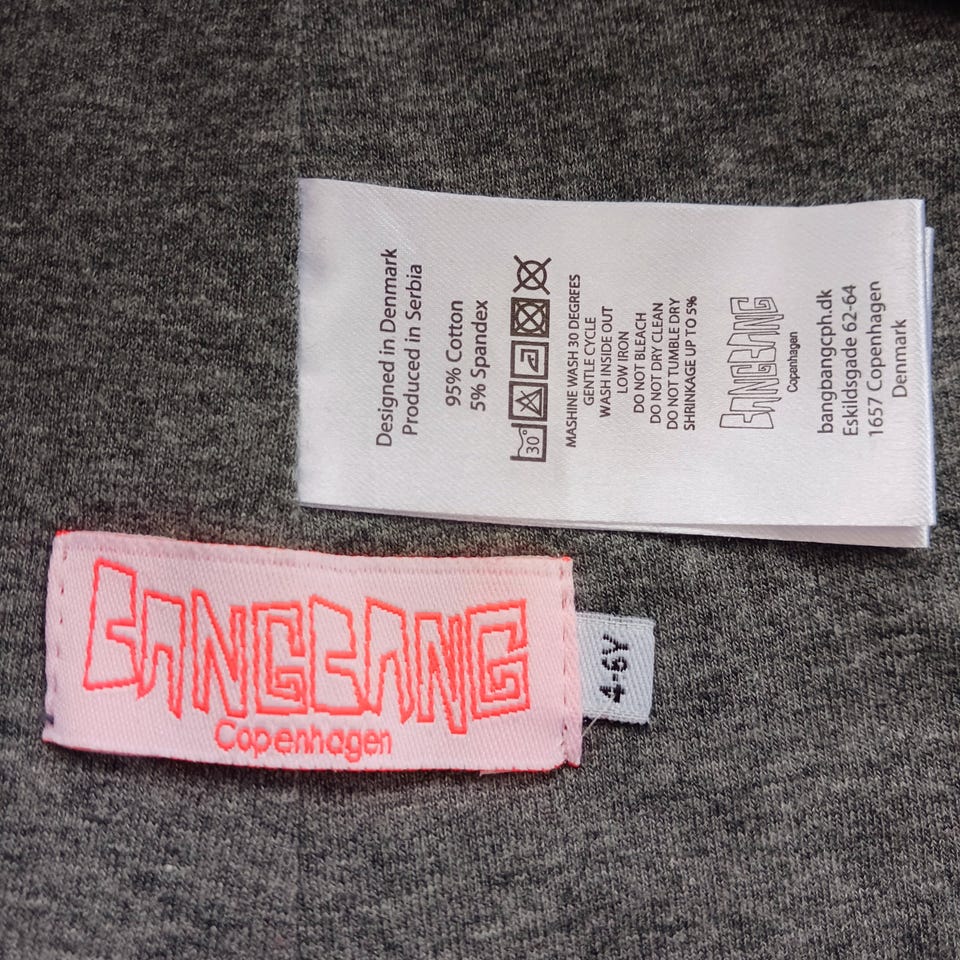 Designed in Denmark
Produced in Serbia
95% Cotton
5% Spandex
30°
MASHINE WASH 30 DEGREES
GENTLE CYCLE
WASH INSIDE OUT
LOW IRON
DO NOT BLEACH
DO NOT DRY CLEAN
DO NOT TUMBLE DRY
SHRINKAGE UP TO 5%
BANGBANG
Copenhagen
bangbangcph.dk
Eskildsgade 62-64
1657 Copenhagen
Denmark
BANGBANG
Copenhagen
4-6Y